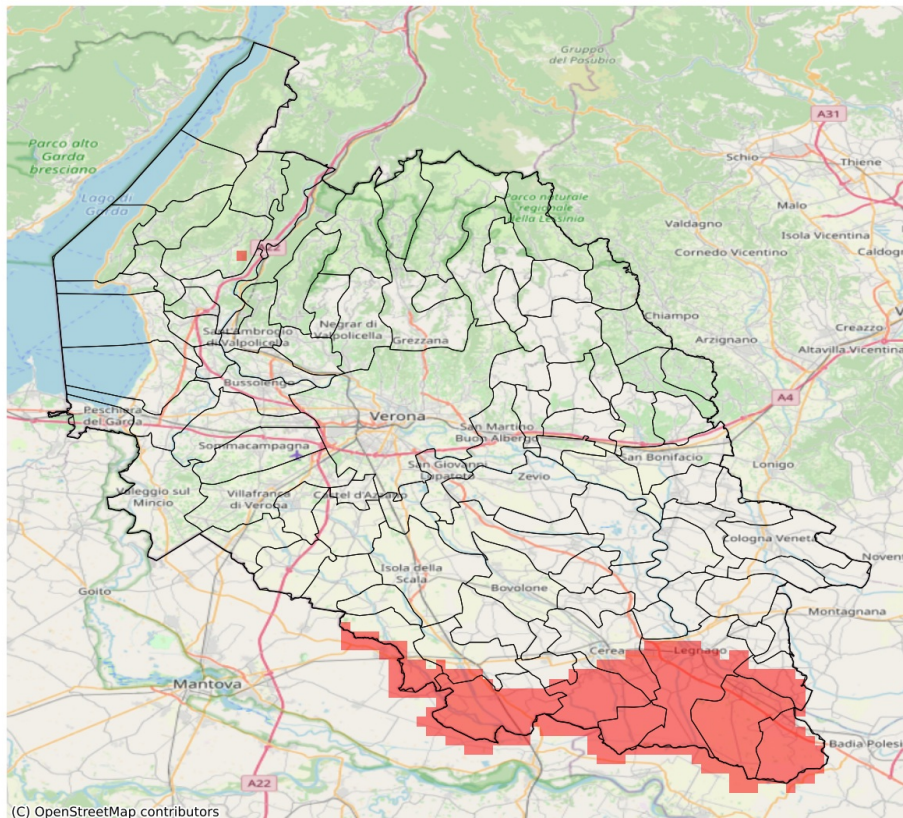 Gruppo
del Pasubio
A31
Schio
Thiene
Parco alto
Garda
bresciano
Lago di
Garda
Parco naturale
regionale
della Lessinia
Malo
Valdagno
Isola Vicentina
Cornedo Vicentino
Caldogn
A22
Chiampo
Sant'Ambrogio
di Valpolicella
Negrar di
Valpolicella
Grezzana
Arzignano
Creazzo
Altavilla Vicentina
Bussolengo
A4
Peschiera
del Garda
Verona
San Martino
Buon Albergo
Sommacampagna
San Bonifacio
Lonigo
San Giovanni
Lupatoto
Zevio
Valeggio sul
Mincio
Villafranca
di Verona
Castel d'Azzano
Cologna Veneta
Noven
Isola della
Scala
Goito
Bovolone
Montagnana
Cerea
Legnago
Mantova
Badia Polesi
A22
(C) OpenStreetMap contributors